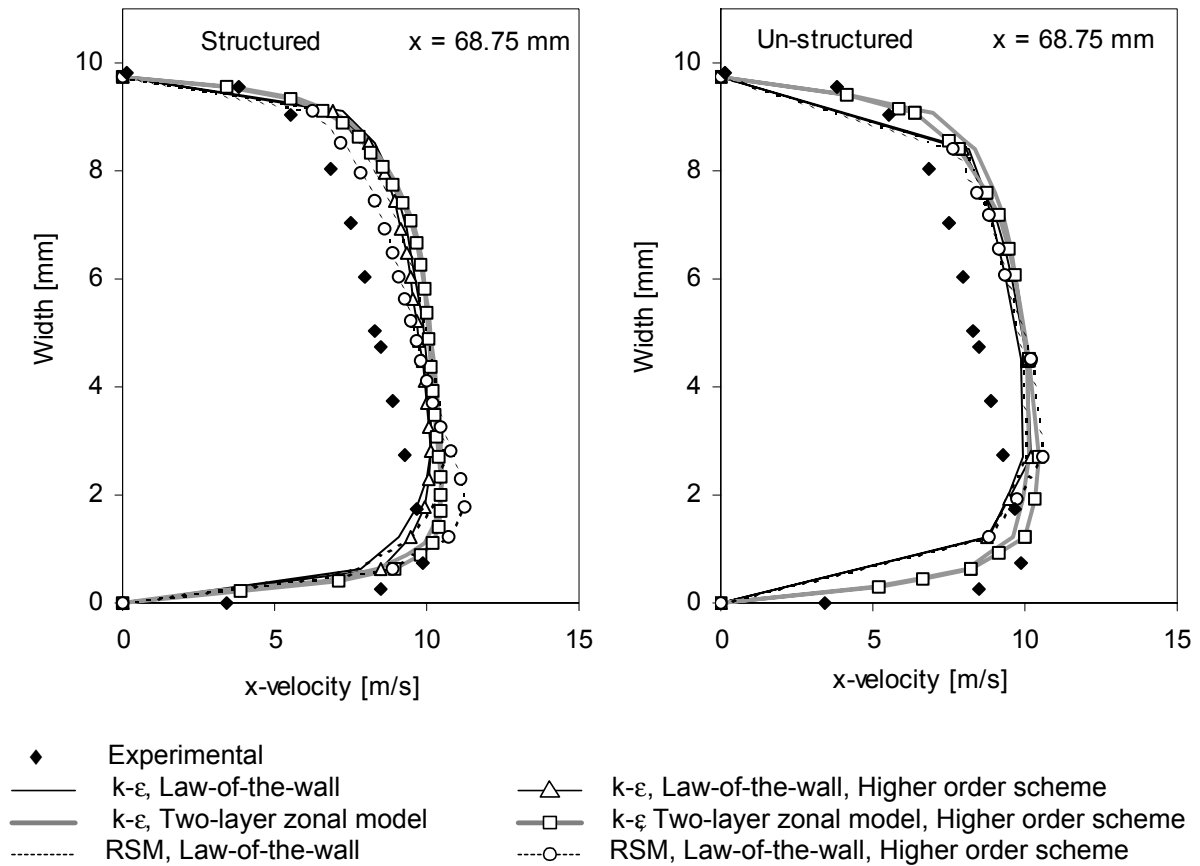 Structured x = 68.75 mm
Un-structured x = 68.75 mm
10
8
6
4
2
0
Width [mm]
0 5 10 15
x-velocity [m/s]
10
8
6
4
2
0
Width [mm]
0 5 10 15
x-velocity [m/s]
Experimental
k-ε, Law-of-the-wall
k-ε, Law-of-the-wall, Higher order scheme
k-ε, Two-layer zonal model
k-ε, Two-layer zonal model, Higher order scheme
RSM, Law-of-the-wall
RSM, Law-of-the-wall, Higher order scheme